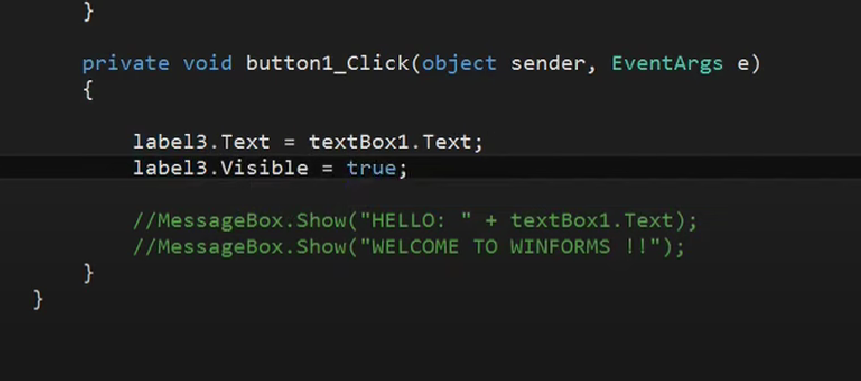 }
private void button1_Click(object sender, EventArgs e)
{
label3.Text = textBox1.Text;
label3.Visible = true;
//MessageBox.Show("HELLO: " + textBox1.Text);
//MessageBox.Show("WELCOME TO WINFORMS !!");
}
}